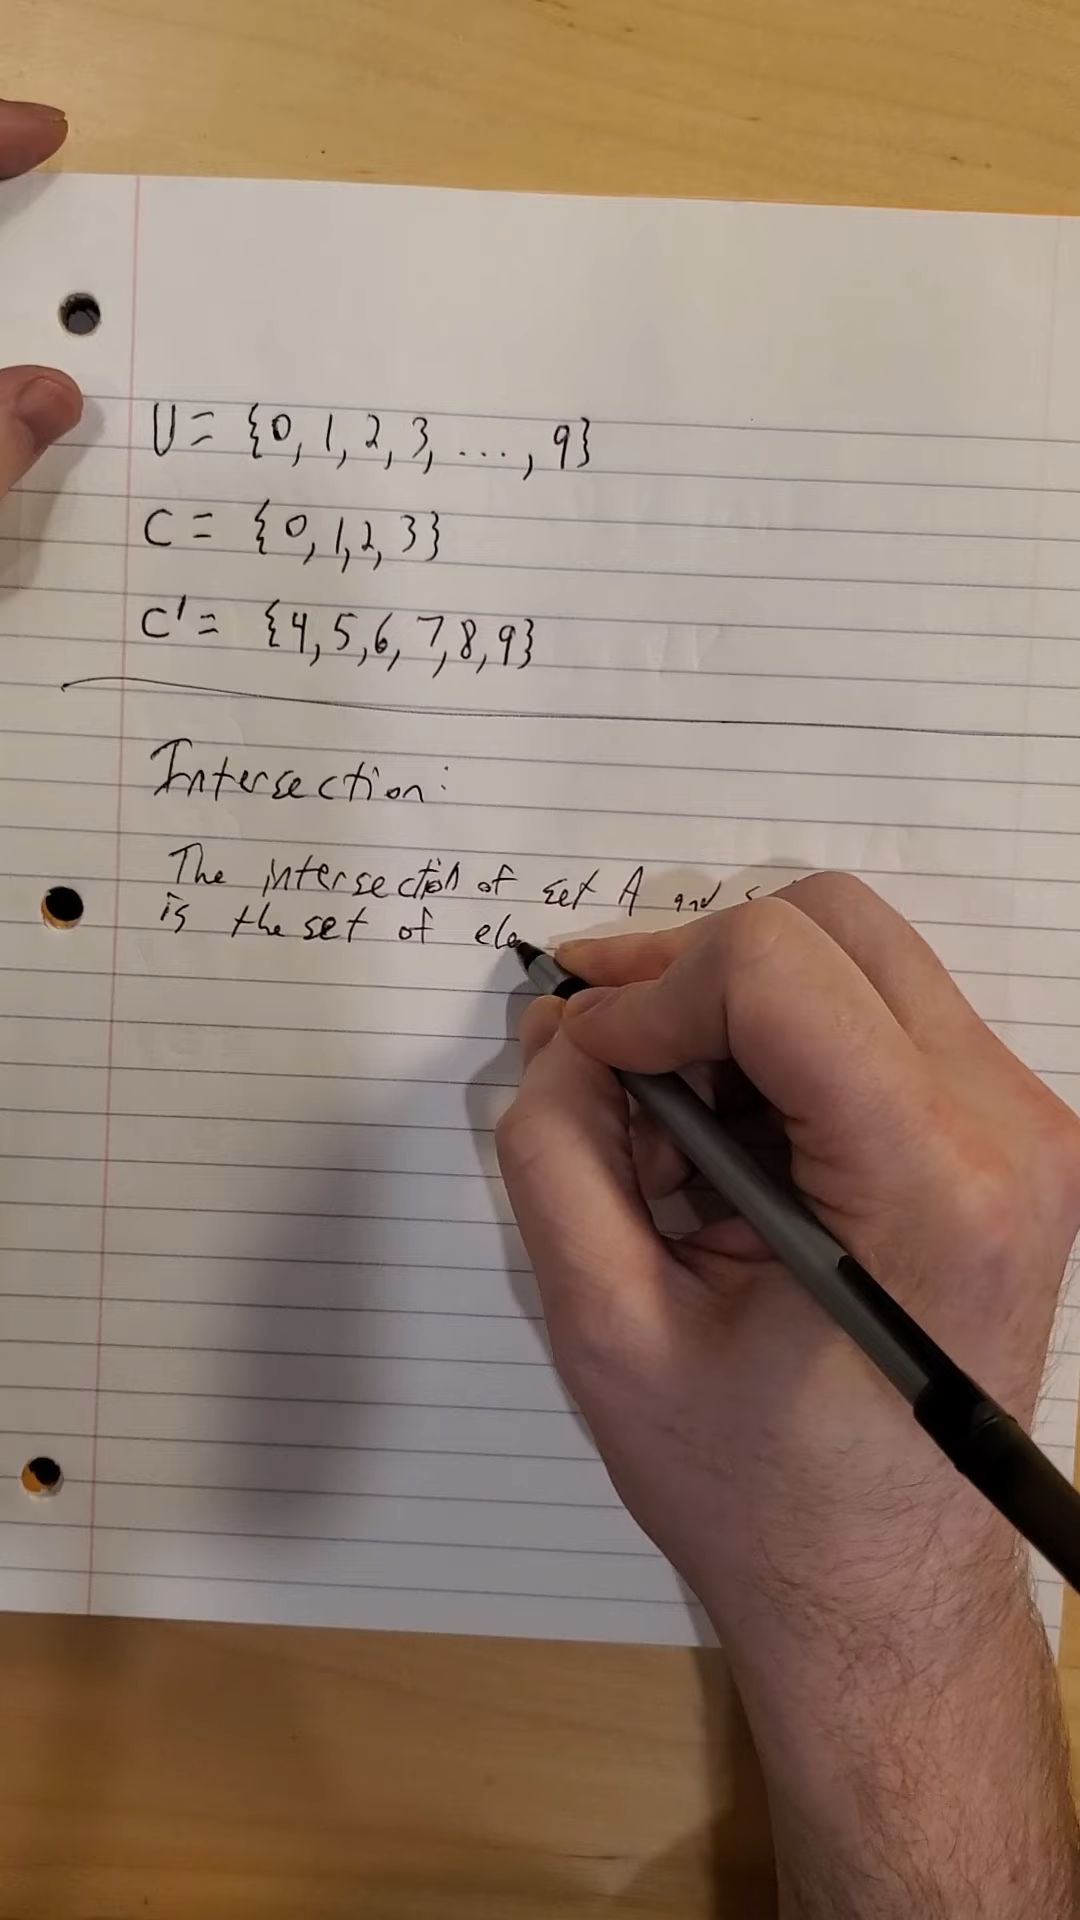 U = {0, 1, 2, 3, ..., 9}
C = {0, 1, 2, 3}
C' = {4, 5, 6, 7, 8, 9}
Intersection:
The intersection of set A and
is the set of